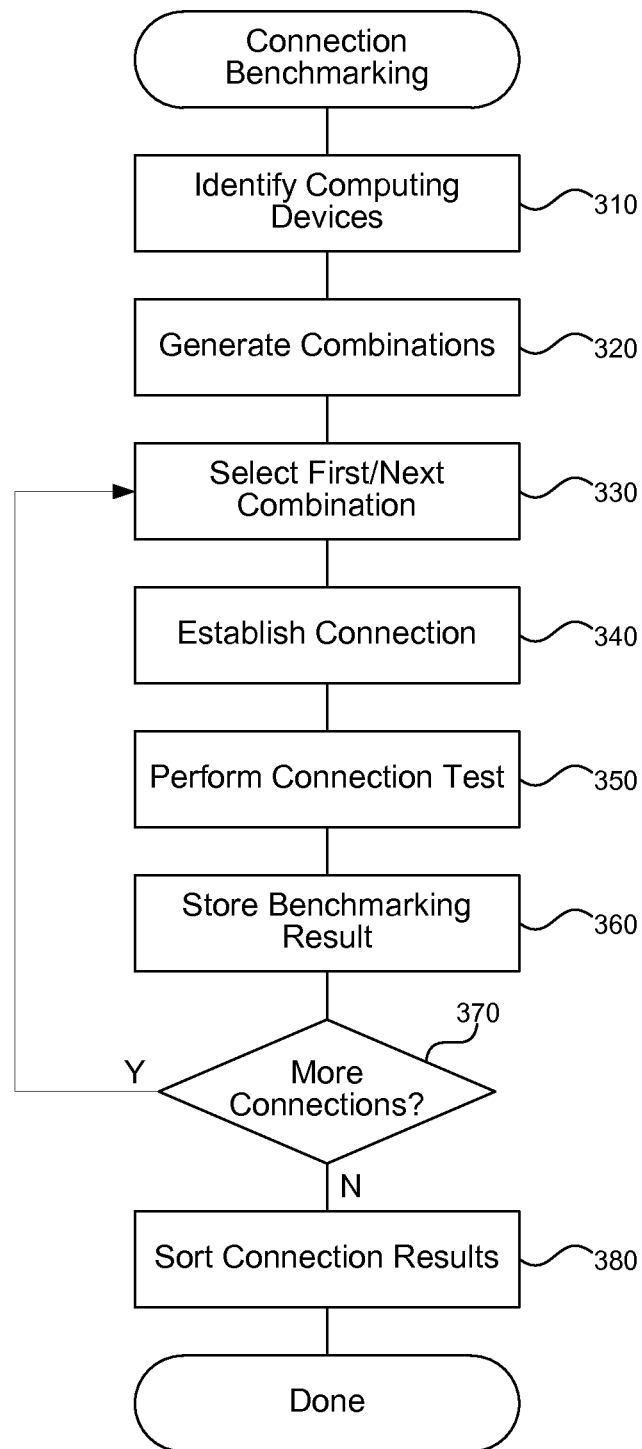 Connection
Benchmarking
Identify Computing
Devices
310
Generate Combinations
320
Select First/Next
Combination
330
Establish Connection
340
Perform Connection Test
350
Store Benchmarking
Result
360
370
Y
More
Connections?
N
Sort Connection Results
380
Done